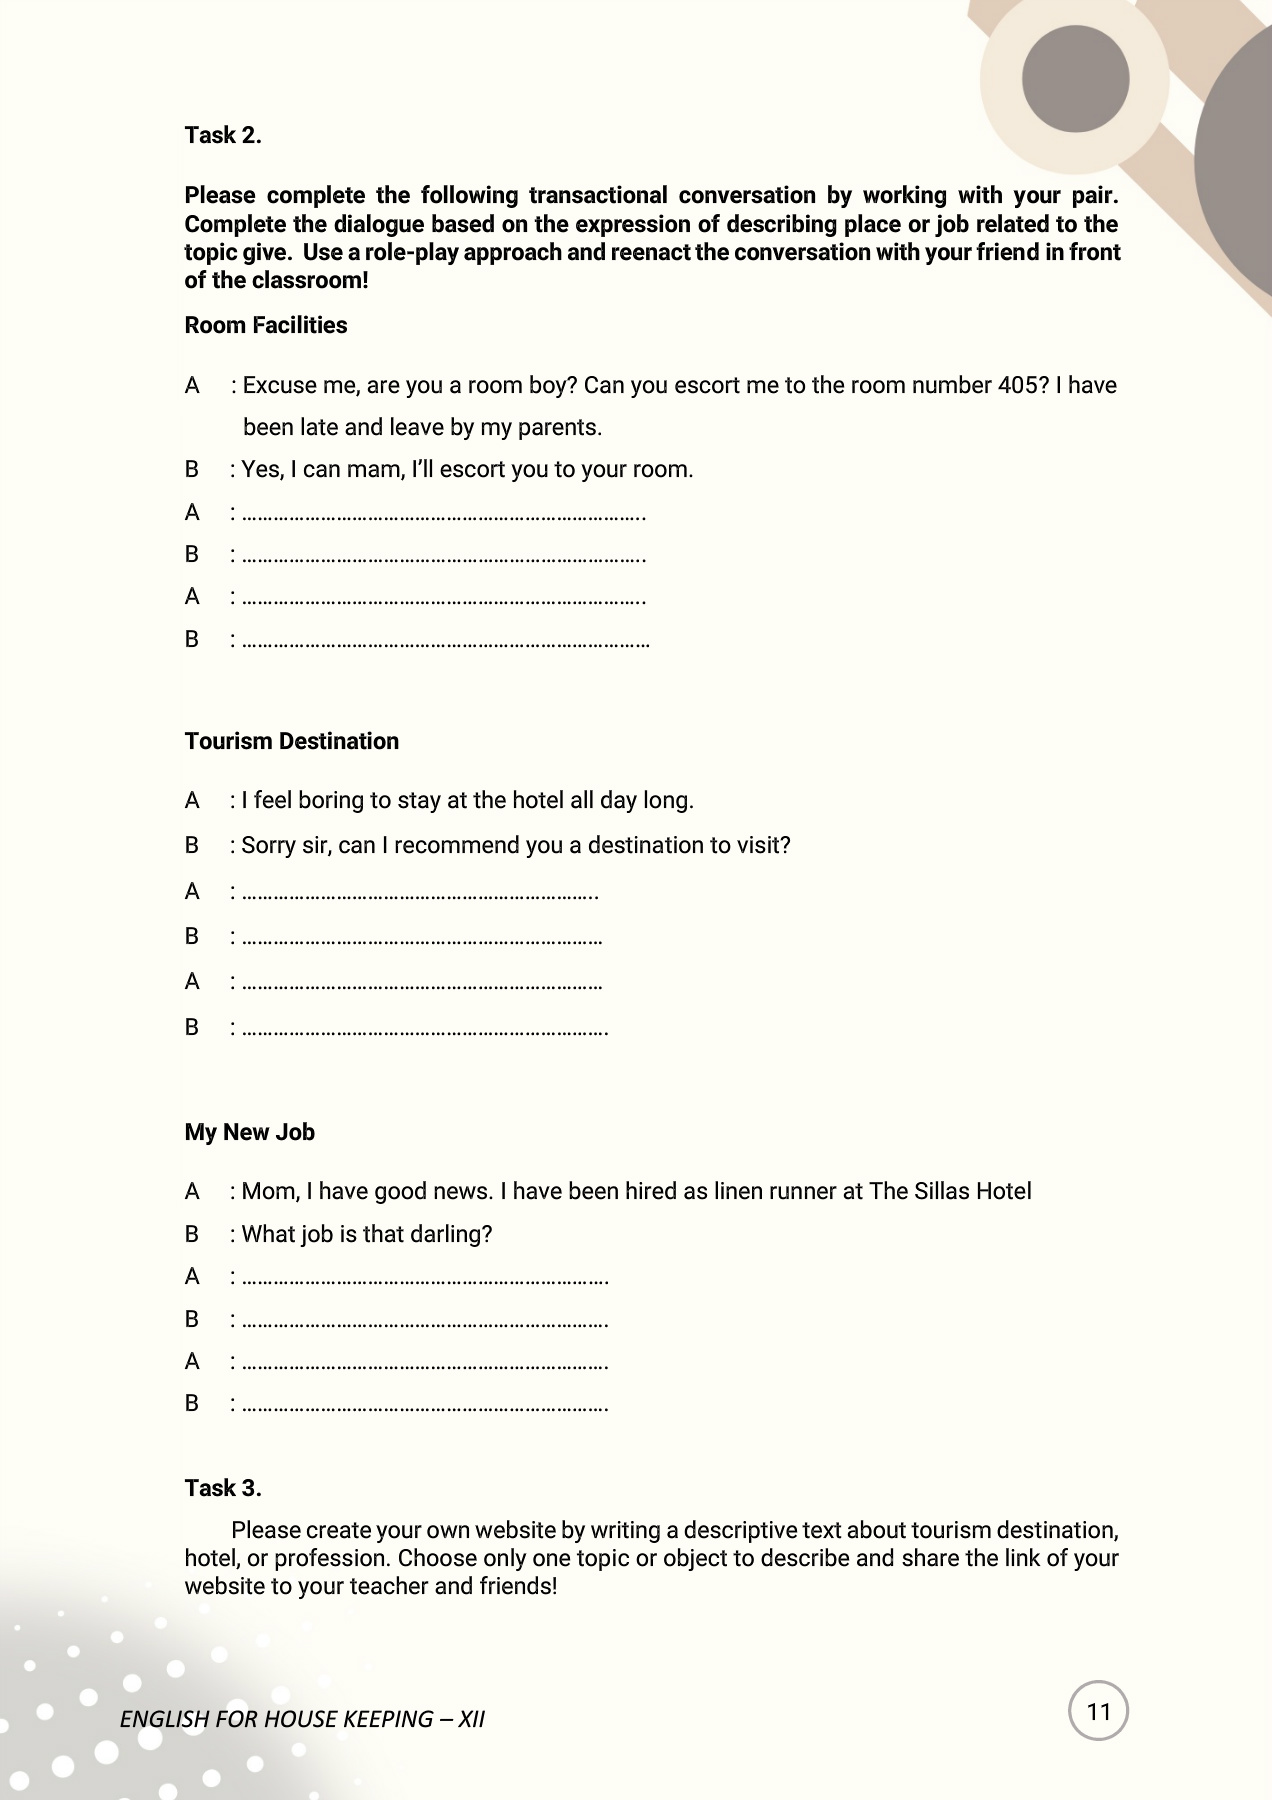 Task 2.
Please complete the following transactional conversation by working with your pair.
Complete the dialogue based on the expression of describing place or job related to the
topic give. Use a role-play approach and reenact the conversation with your friend in front
of the classroom!
Room Facilities
A : Excuse me, are you a room boy? Can you escort me to the room number 405? I have
been late and leave by my parents.
B : Yes, I can mam, I’ll escort you to your room.
A : …………………………………………………………………..
B : …………………………………………………………………..
A : …………………………………………………………………..
B : ……………………………………………………………………
Tourism Destination
A : I feel boring to stay at the hotel all day long.
B : Sorry sir, can I recommend you a destination to visit?
A : …………………………………………………………..
B : ……………………………………………………………
A : ……………………………………………………………
B : …………………………………………………………….
My New Job
A : Mom, I have good news. I have been hired as linen runner at The Sillas Hotel
B : What job is that darling?
A : …………………………………………………………….
B : …………………………………………………………….
A : …………………………………………………………….
B : …………………………………………………………….
Task 3.
Please create your own website by writing a descriptive text about tourism destination,
hotel, or profession. Choose only one topic or object to describe and share the link of your
website to your teacher and friends!
ENGLISH FOR HOUSE KEEPING – XII
11